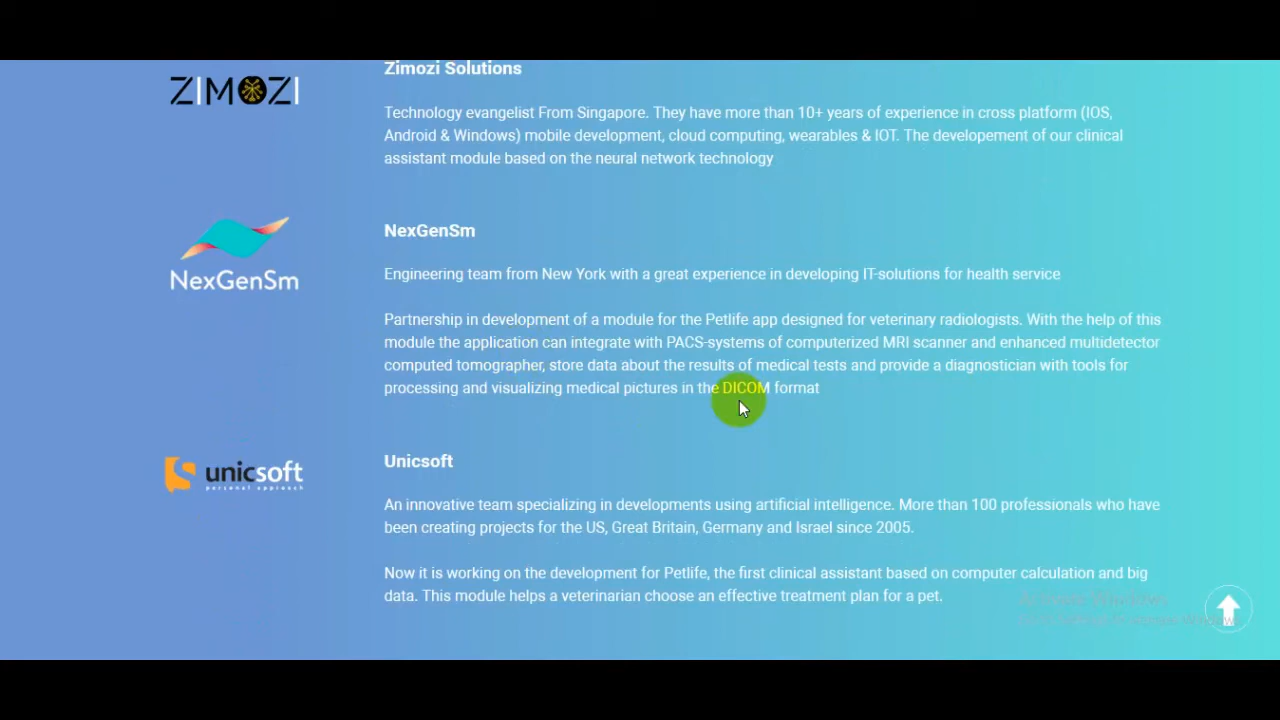 ZIMOZI
Zimozi Solutions
Technology evangelist From Singapore. They have more than 10+ years of experience in cross platform (IOS,
Android & Windows) mobile development, cloud computing, wearables & IOT. The developement of our clinical
assistant module based on the neural network technology
NexGenSm
NexGenSm
Engineering team from New York with a great experience in developing IT-solutions for health service
Partnership in development of a module for the Petlife app designed for veterinary radiologists. With the help of this
module the application can integrate with PACS-systems of computerized MRI scanner and enhanced multidetector
computed tomographer, store data about the results of medical tests and provide a diagnostician with tools for
processing and visualizing medical pictures in the DICOM format
unicsoft
personal approach
Unicsoft
An innovative team specializing in developments using artificial intelligence. More than 100 professionals who have
been creating projects for the US, Great Britain, Germany and Israel since 2005.
Now it is working on the development for Petlife, the first clinical assistant based on computer calculation and big
data. This module helps a veterinarian choose an effective treatment plan for a pet.
Activate Windows